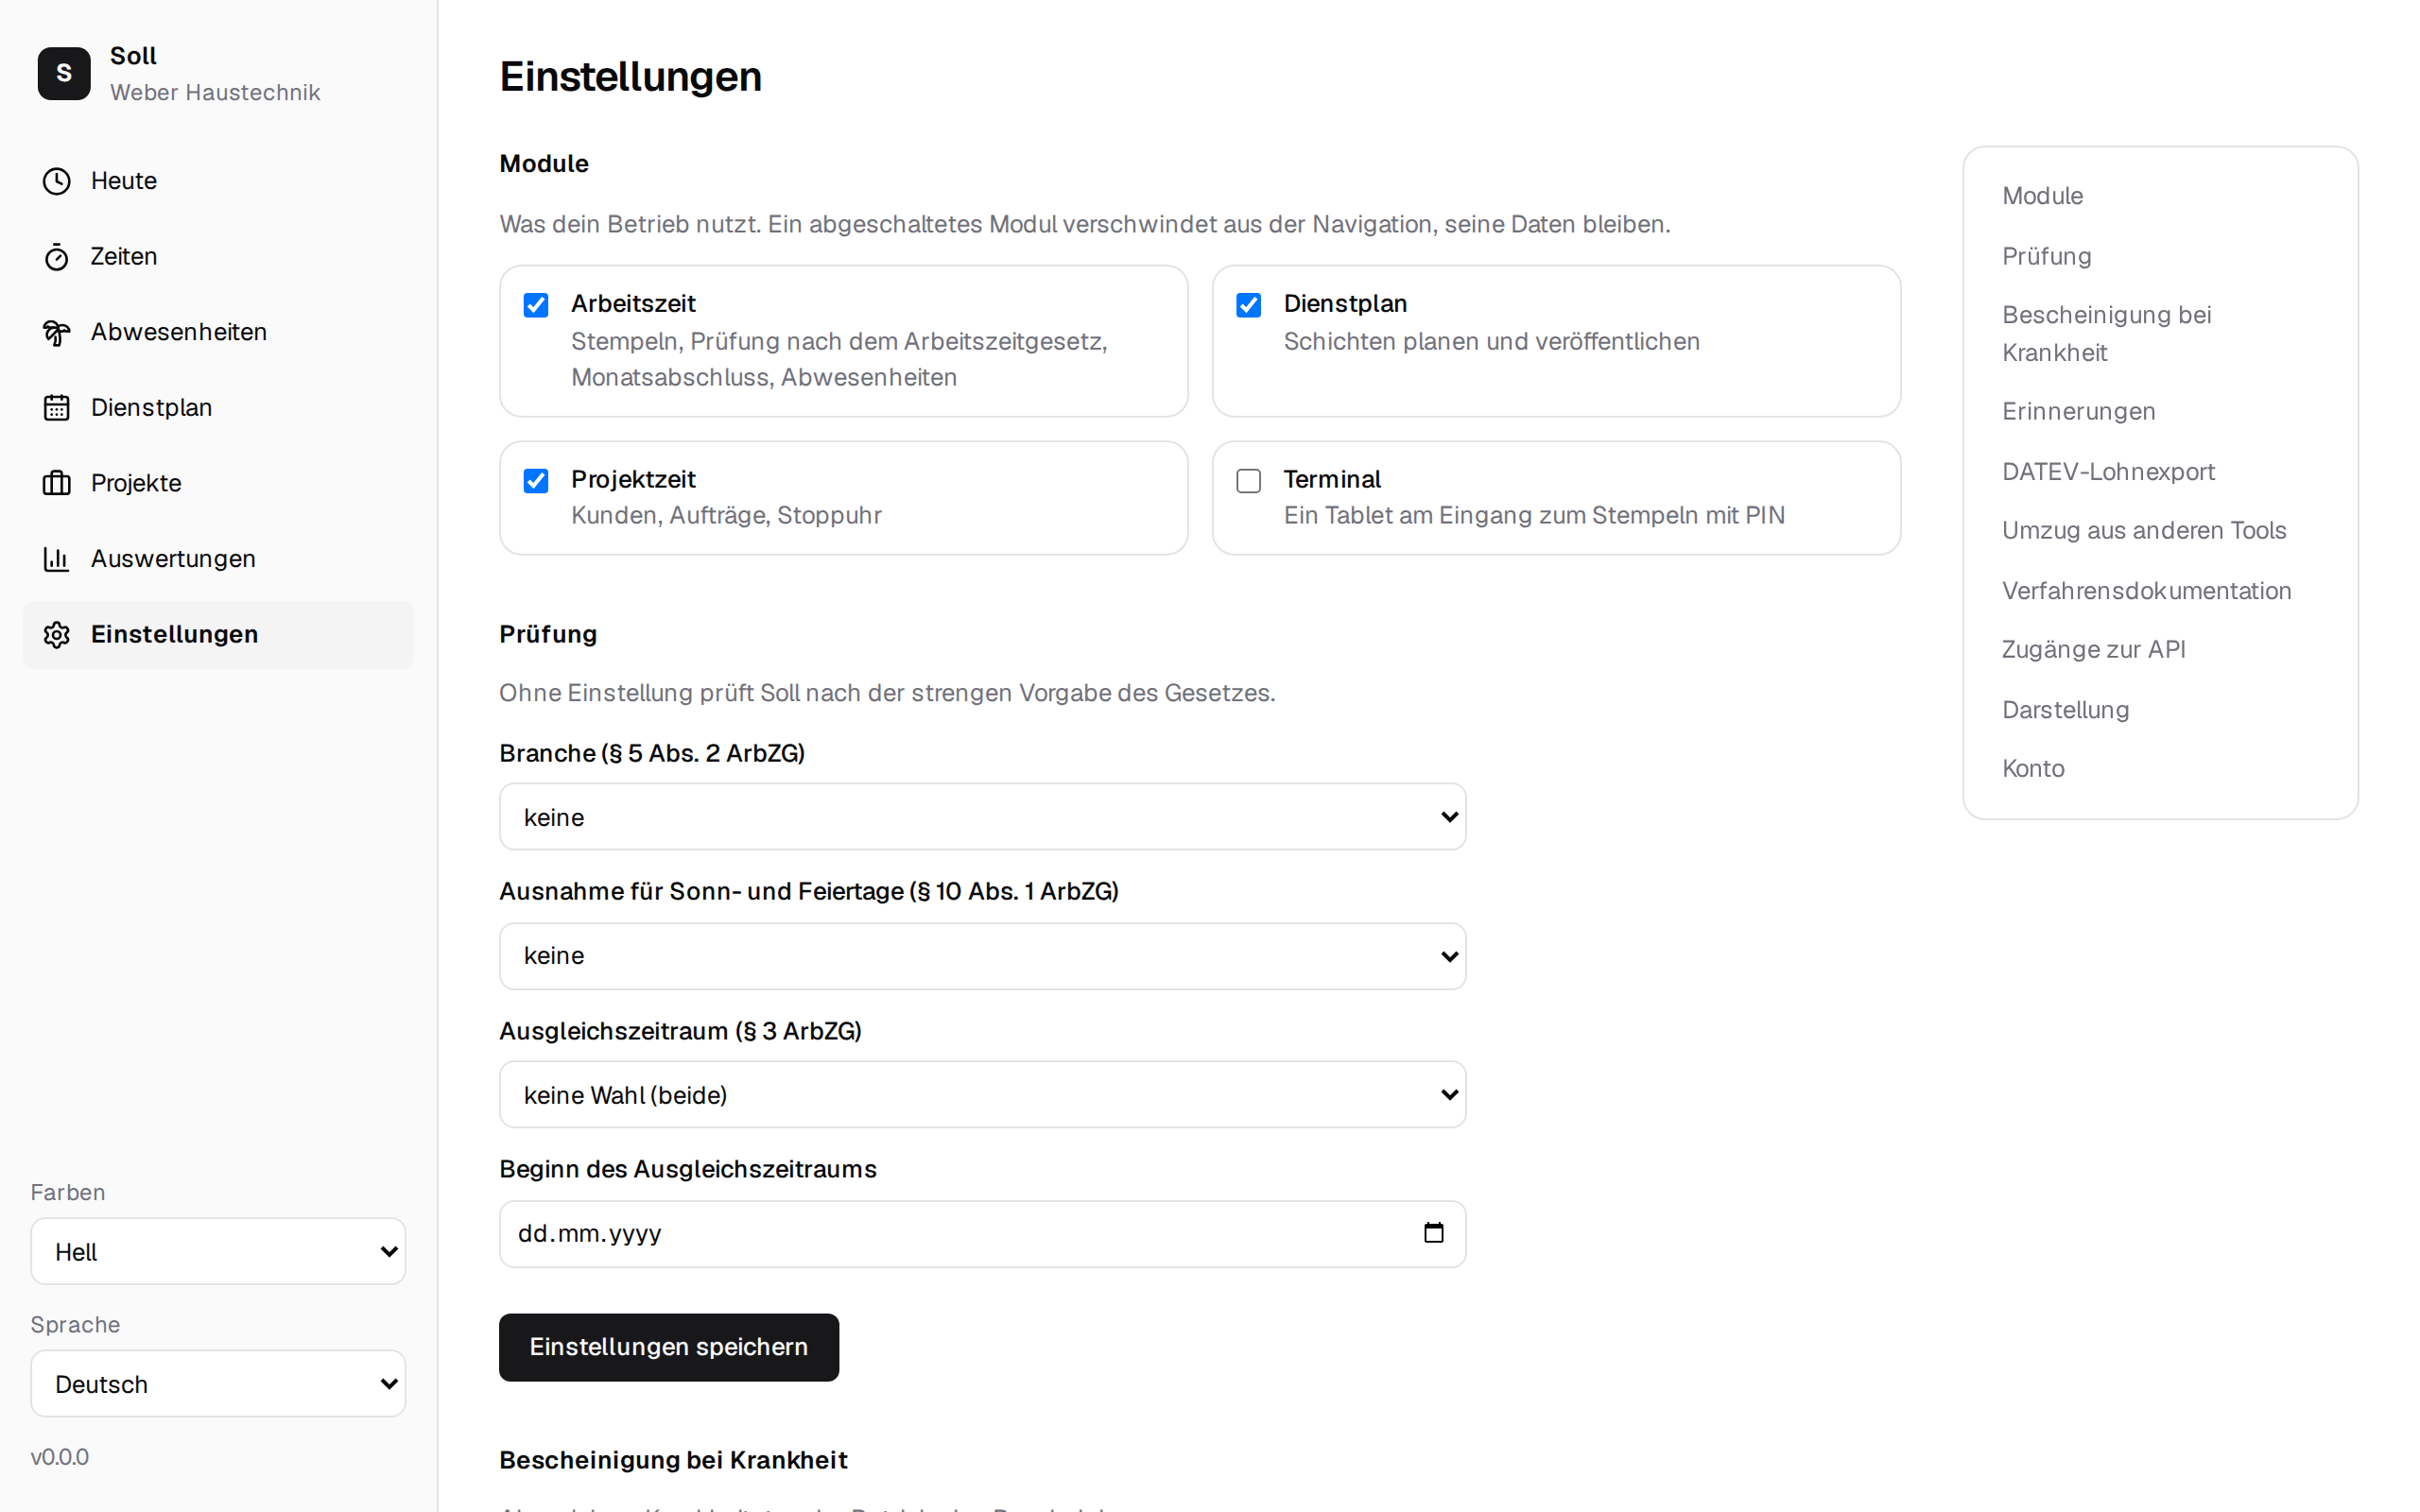 S
Soll
Weber Haustechnik
Heute
Zeiten
Abwesenheiten
Dienstplan
Projekte
Auswertungen
Einstellungen
Farben
Hell
Sprache
Deutsch
v0.0.0
Einstellungen
Module
Was dein Betrieb nutzt. Ein abgeschaltetes Modul verschwindet aus der Navigation, seine Daten bleiben.
Arbeitszeit
Stempeln, Prüfung nach dem Arbeitszeitgesetz,
Monatsabschluss, Abwesenheiten
Dienstplan
Schichten planen und veröffentlichen
Projektzeit
Kunden, Aufträge, Stoppuhr
Terminal
Ein Tablet am Eingang zum Stempeln mit PIN
Prüfung
Ohne Einstellung prüft Soll nach der strengen Vorgabe des Gesetzes.
Branche (§ 5 Abs. 2 ArbZG)
keine
Ausnahme für Sonn- und Feiertage (§ 10 Abs. 1 ArbZG)
keine
Ausgleichszeitraum (§ 3 ArbZG)
keine Wahl (beide)
Beginn des Ausgleichszeitraums
dd.mm.yyyy
Einstellungen speichern
Bescheinigung bei Krankheit
Module
Prüfung
Bescheinigung bei
Krankheit
Erinnerungen
DATEV-Lohnexport
Umzug aus anderen Tools
Verfahrensdokumentation
Zugänge zur API
Darstellung
Konto